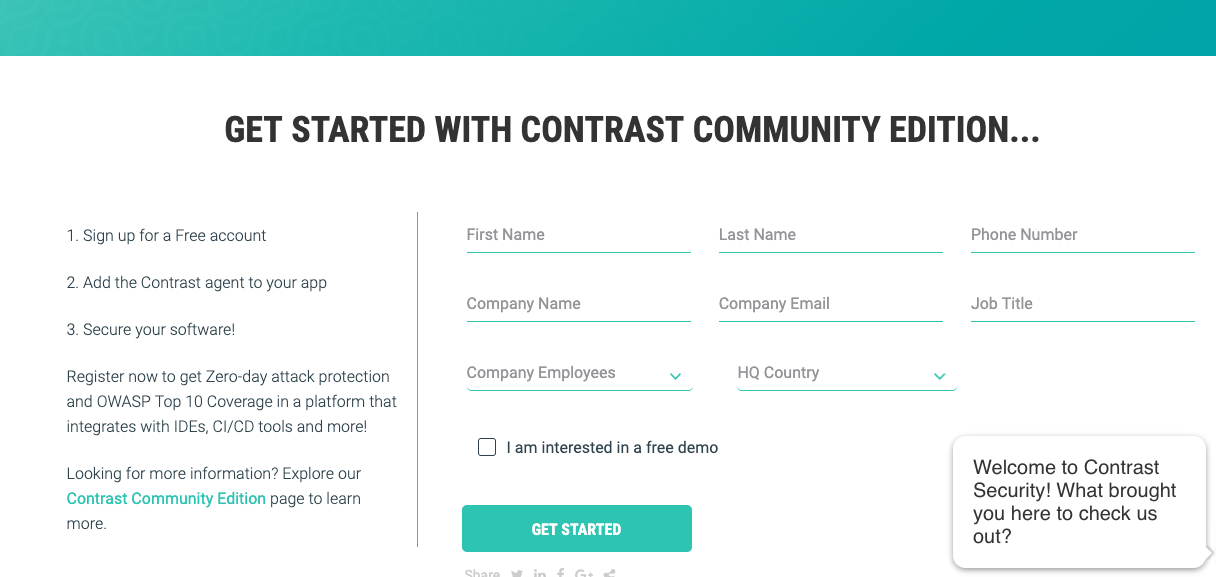 GET STARTED WITH CONTRAST COMMUNITY EDITION...
1. Sign up for a Free account
2. Add the Contrast agent to your app
3. Secure your software!
Register now to get Zero-day attack protection
and OWASP Top 10 Coverage in a platform that
integrates with IDEs, CI/CD tools and more!
Looking for more information? Explore our
Contrast Community Edition page to learn
more.
First Name
Last Name
Phone Number
Company Name
Company Email
Job Title
Company Employees
HQ Country
I am interested in a free demo
GET STARTED
Share
Welcome to Contrast
Security! What brought
you here to check us
out?